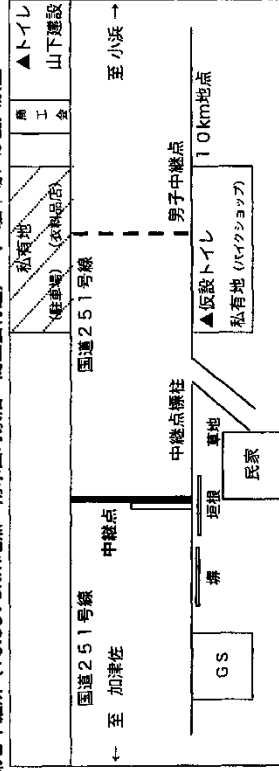 ▲トイレ
山下建設
商工会
私有地
(駐車場) (衣料品店)
至 小浜 →
国道251号線
男子中継点
10km地点
▲仮設トイレ
私有地 (バイクショップ)
中継点標柱
中継点
国道251号線
← 至 加津佐
草地
垣根
民家
塀
GS